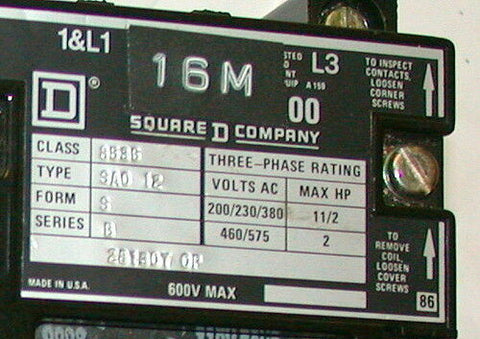 1&L1
16M
L3
A 159
00
TO INSPECT
CONTACTS,
LOOSEN
CORNER
SCREWS
D ®
SQUARE D COMPANY
CLASS 8536
TYPE SAO 12
FORM S
SERIES B
THREE-PHASE RATING
VOLTS AC MAX HP
200/230/380 11/2
460/575 2
TO
REMOVE
COIL,
LOOSEN
COVER
SCREWS
MADE IN U.S.A.
600V MAX
86